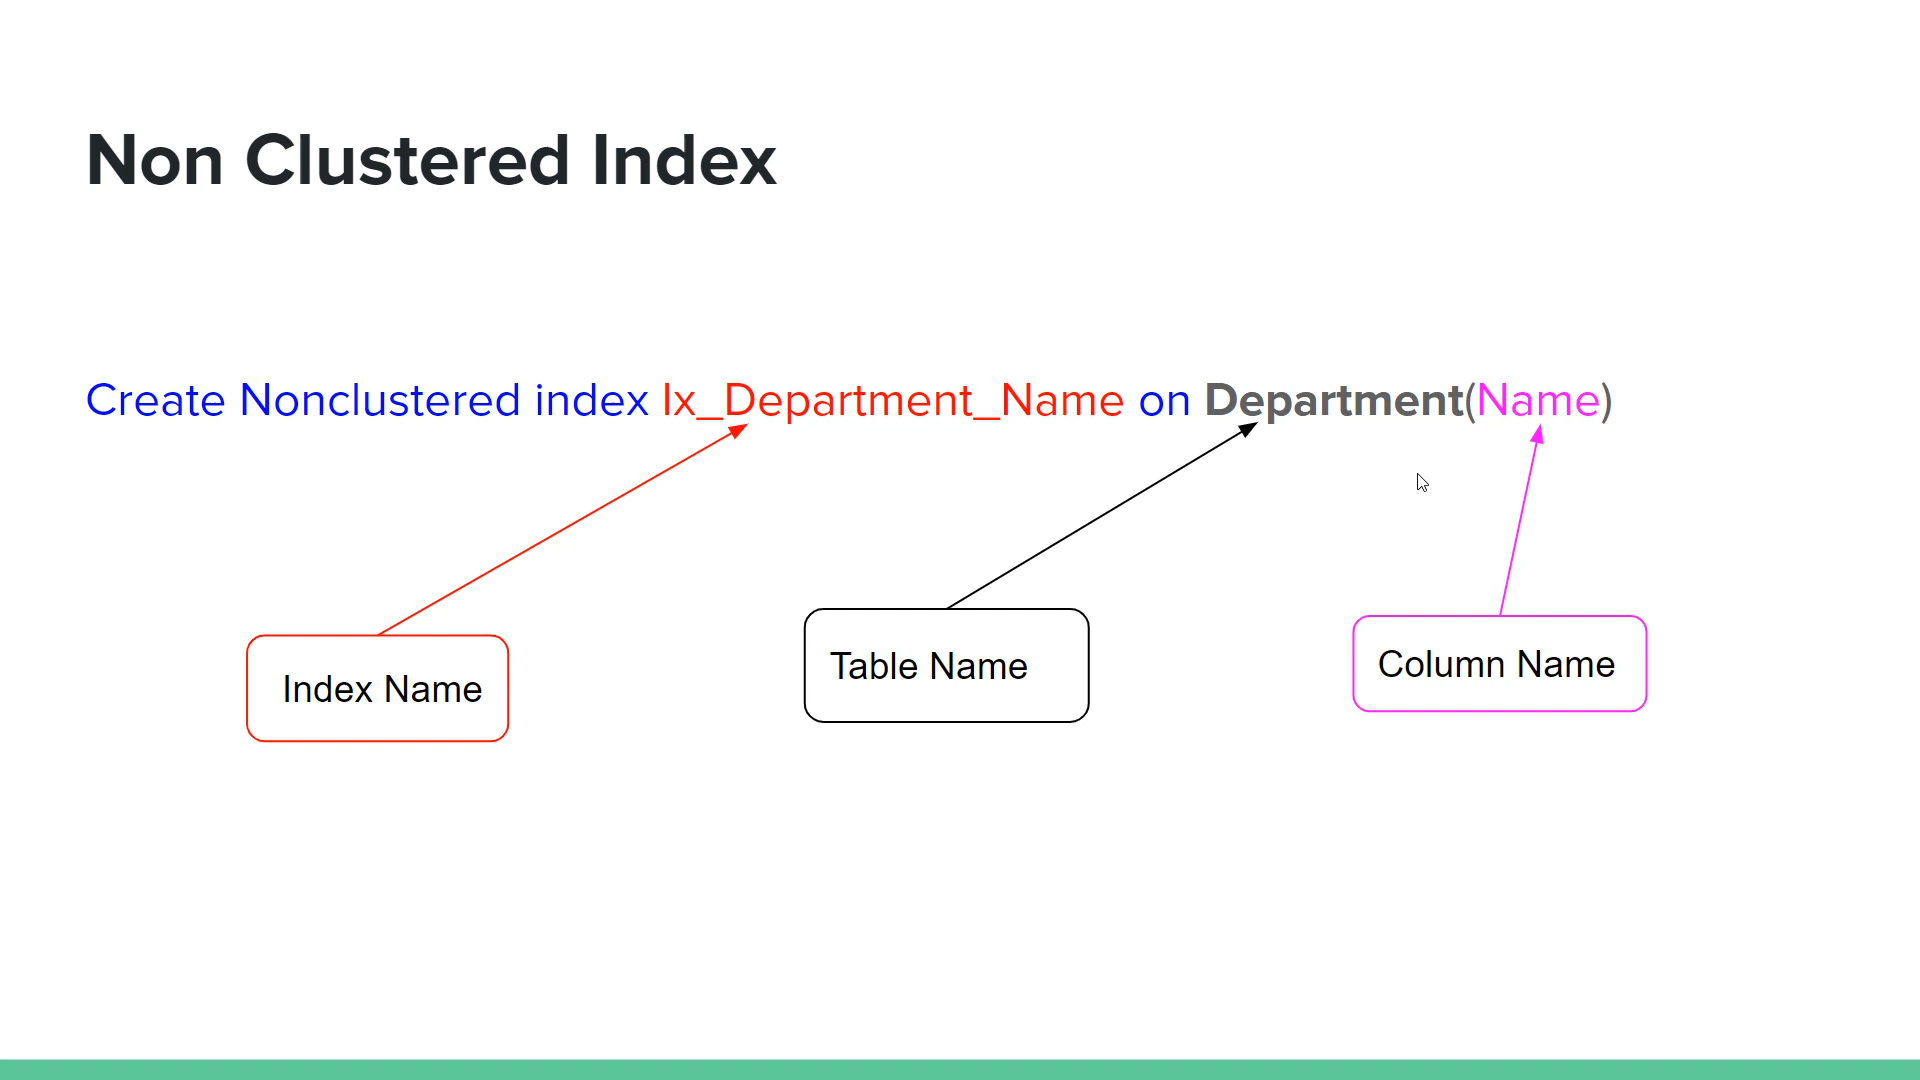 Non Clustered Index
Create Nonclustered index Ix_Department_Name on Department(Name)
Index Name
Table Name
Column Name